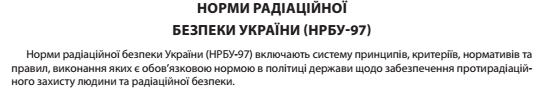 НОРМИ РАДІАЦІЙНОЇ
БЕЗПЕКИ УКРАЇНИ (НРБУ-97)
Норми радіаційної безпеки України (НРБУ-97) включають систему принципів, критеріїв, нормативів та
правил, виконання яких є обов’язковою нормою в політиці держави щодо забезпечення протирадіацій-
ного захисту людини та радіаційної безпеки.